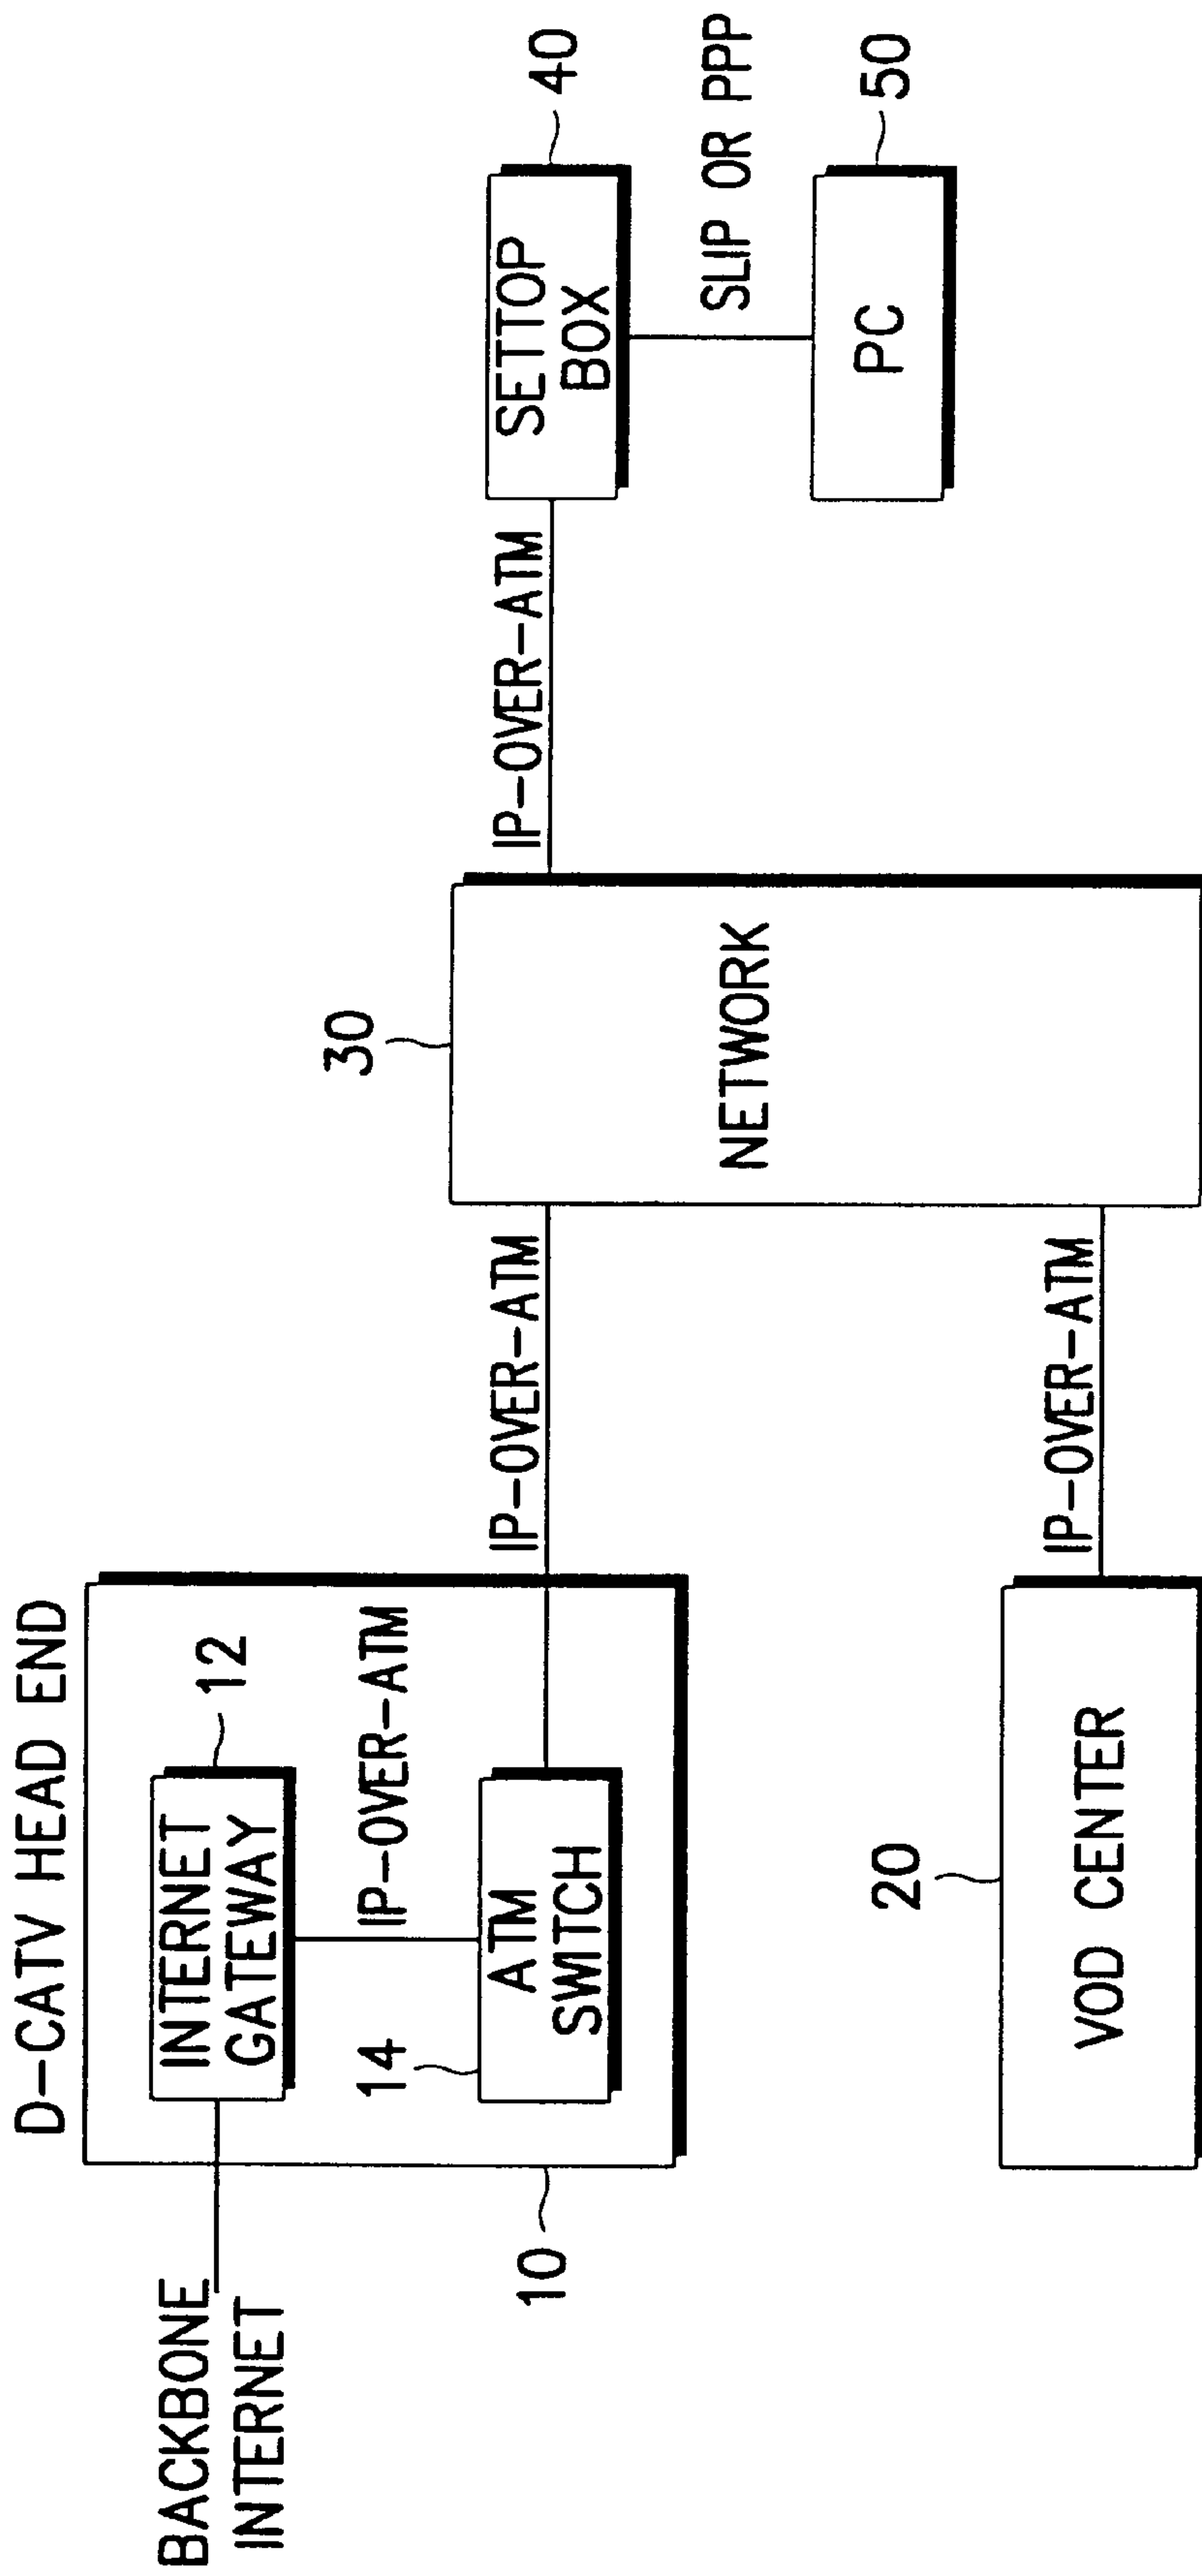 D-CATV HEAD END
BACKBONE
INTERNET
INTERNET
GATEWAY
12
IP-OVER-ATM
14
ATM
SWITCH
10
IP-OVER-ATM
30
NETWORK
IP-OVER-ATM
SETTOP
BOX
40
SLIP OR PPP
PC
50
20
VOD CENTER
IP-OVER-ATM